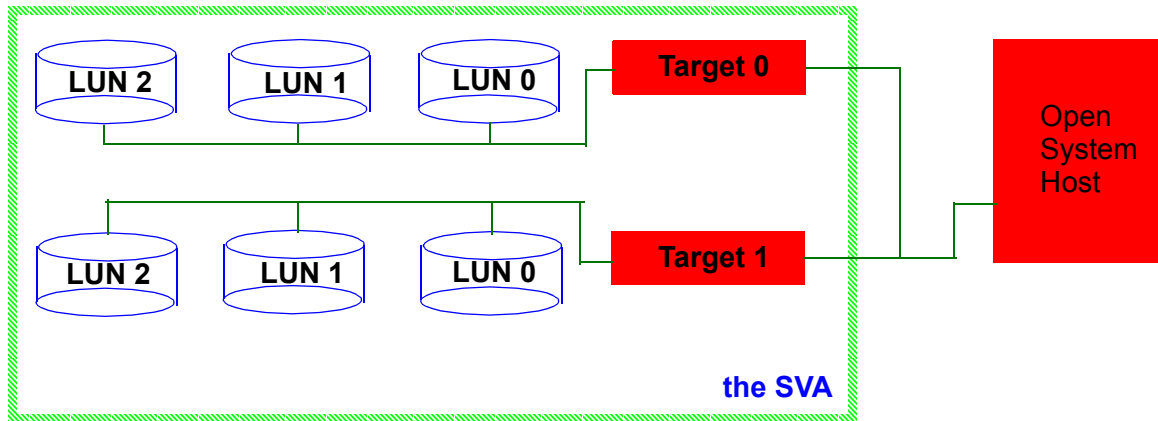 LUN 2
LUN 1
LUN 0
Target 0
Open
System
Host
LUN 2
LUN 1
LUN 0
Target 1
the SVA